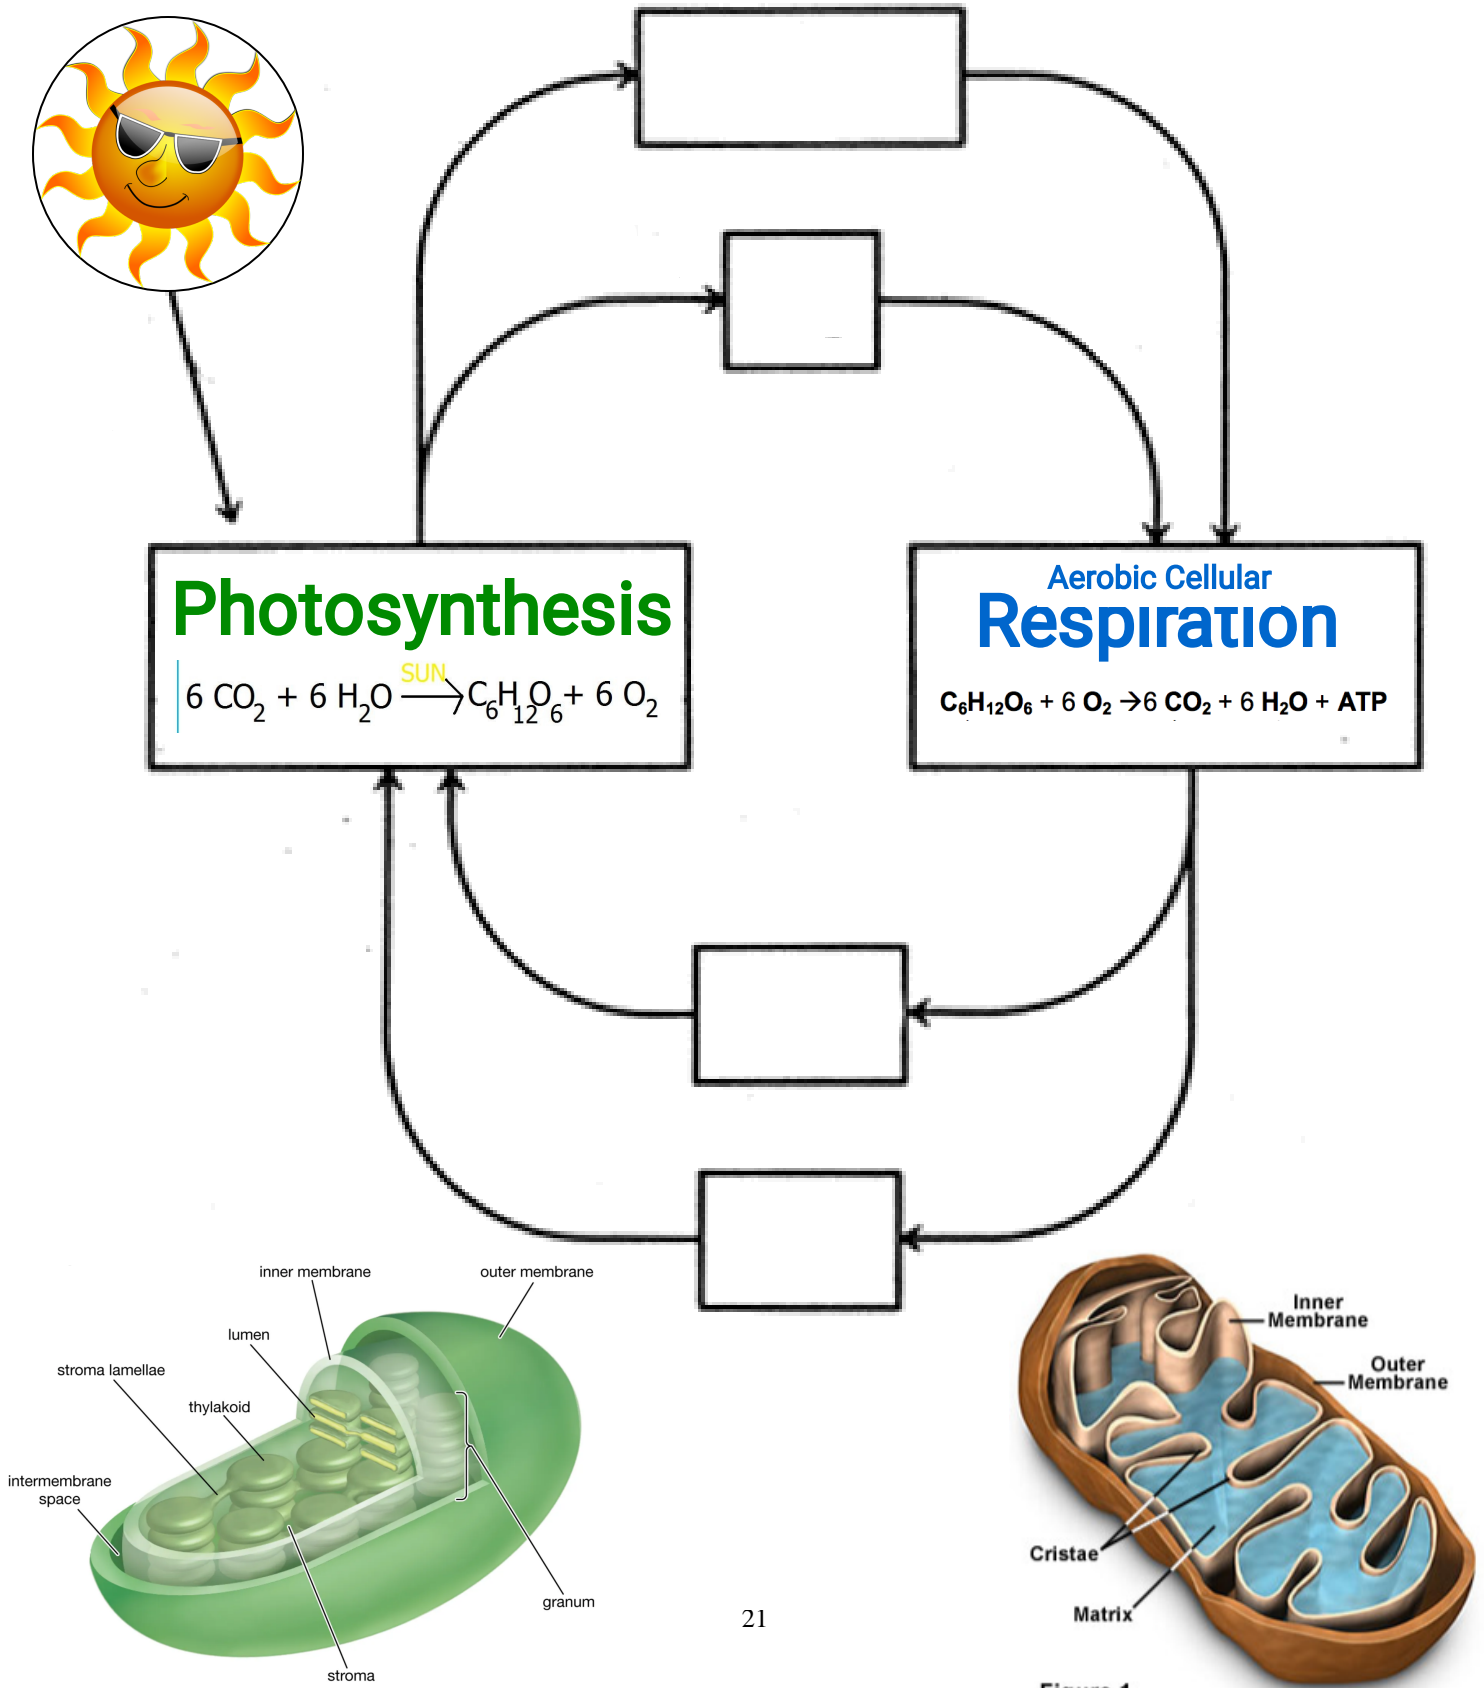 Photosynthesis
SUN
6 CO₂ + 6 H₂O → C₆H₁₂O₆ + 6 O₂
Aerobic Cellular
Respiration
C₆H₁₂O₆ + 6 O₂ →6 CO₂ + 6 H₂O + ATP
inner membrane
outer membrane
lumen
stroma lamellae
thylakoid
intermembrane
space
granum
stroma
21
Inner
Membrane
Outer
Membrane
Cristae
Matrix
Figure 1